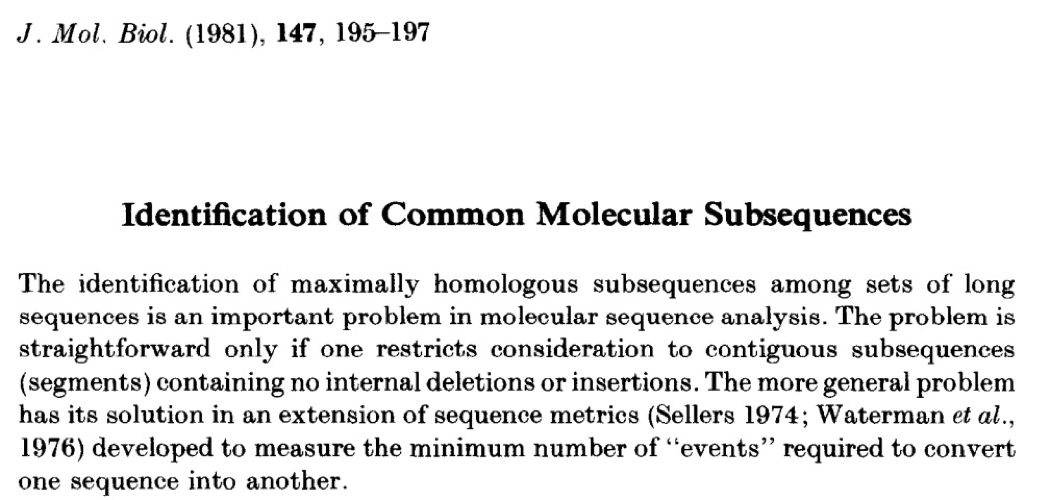 J. Mol. Biol. (1981), 147, 195–197
Identification of Common Molecular Subsequences
The identification of maximally homologous subsequences among sets of long
sequences is an important problem in molecular sequence analysis. The problem is
straightforward only if one restricts consideration to contiguous subsequences
(segments) containing no internal deletions or insertions. The more general problem
has its solution in an extension of sequence metrics (Sellers 1974; Waterman et al.,
1976) developed to measure the minimum number of “events” required to convert
one sequence into another.